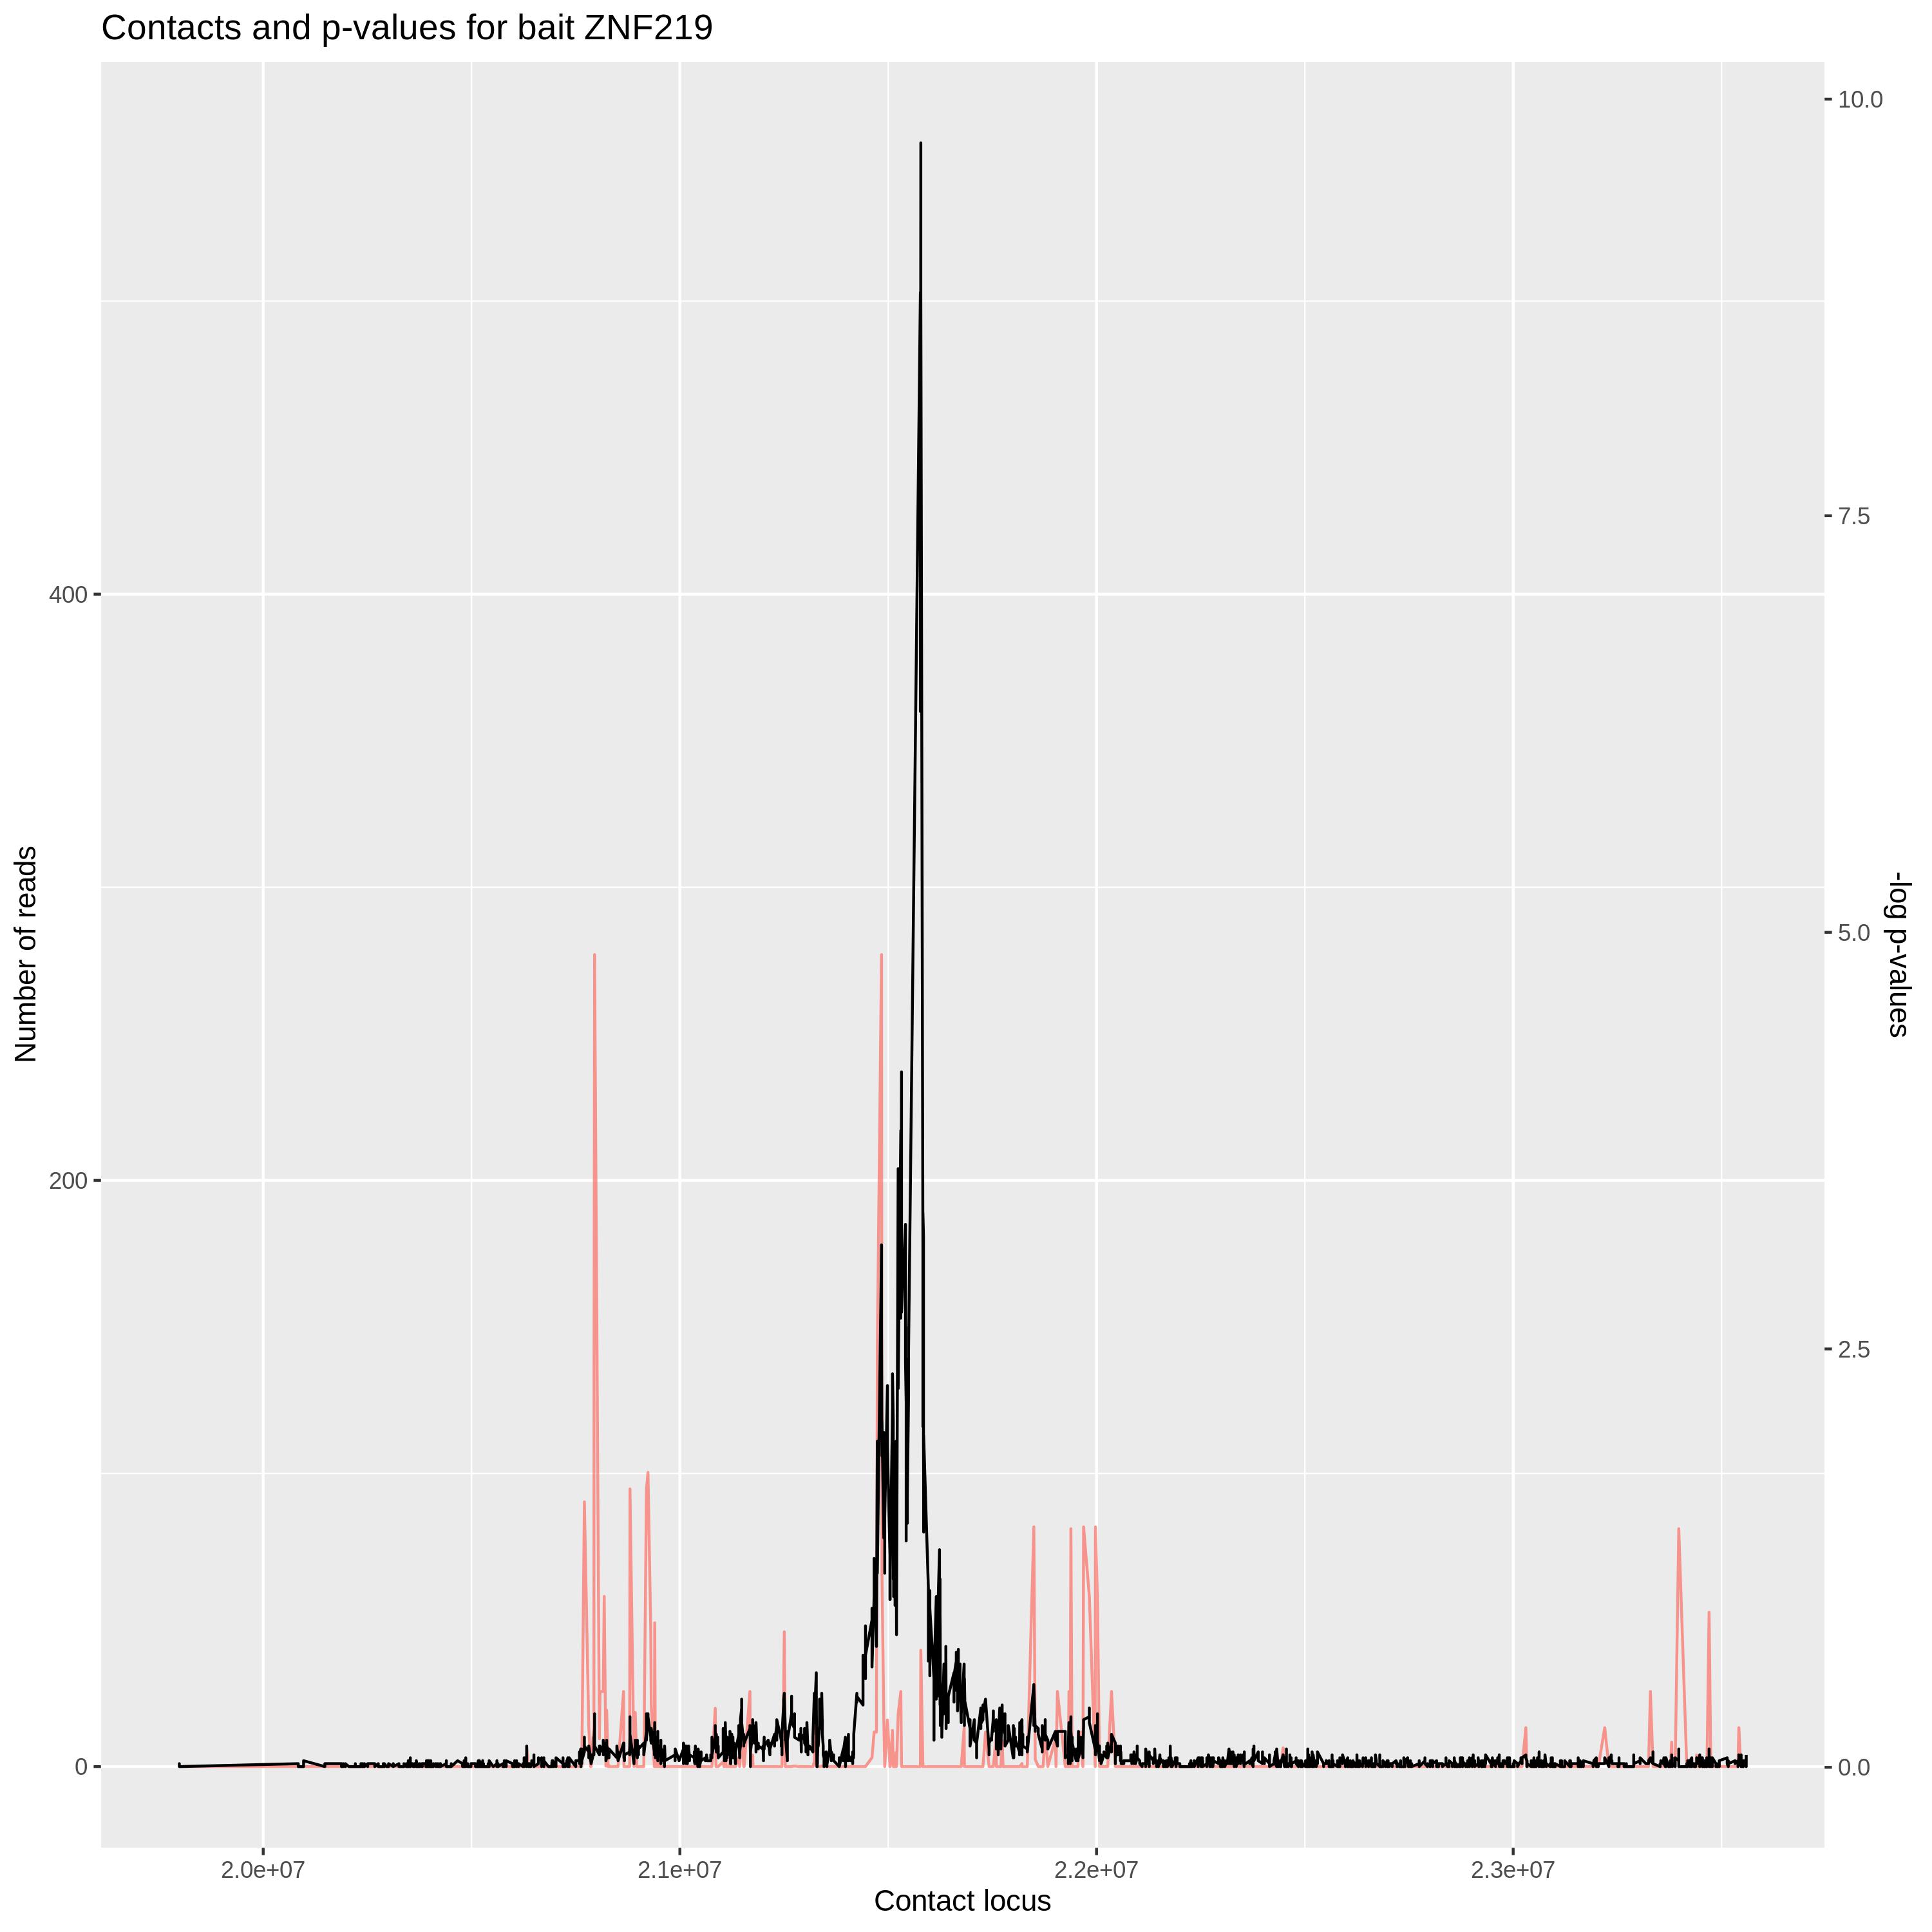 Contacts and p-values for bait ZNF219
10.0
7.5
400
5.0
Number of reads
-log p-values
200
2.5
0
0.0
2.0e+07
2.1e+07
2.2e+07
2.3e+07
Contact locus